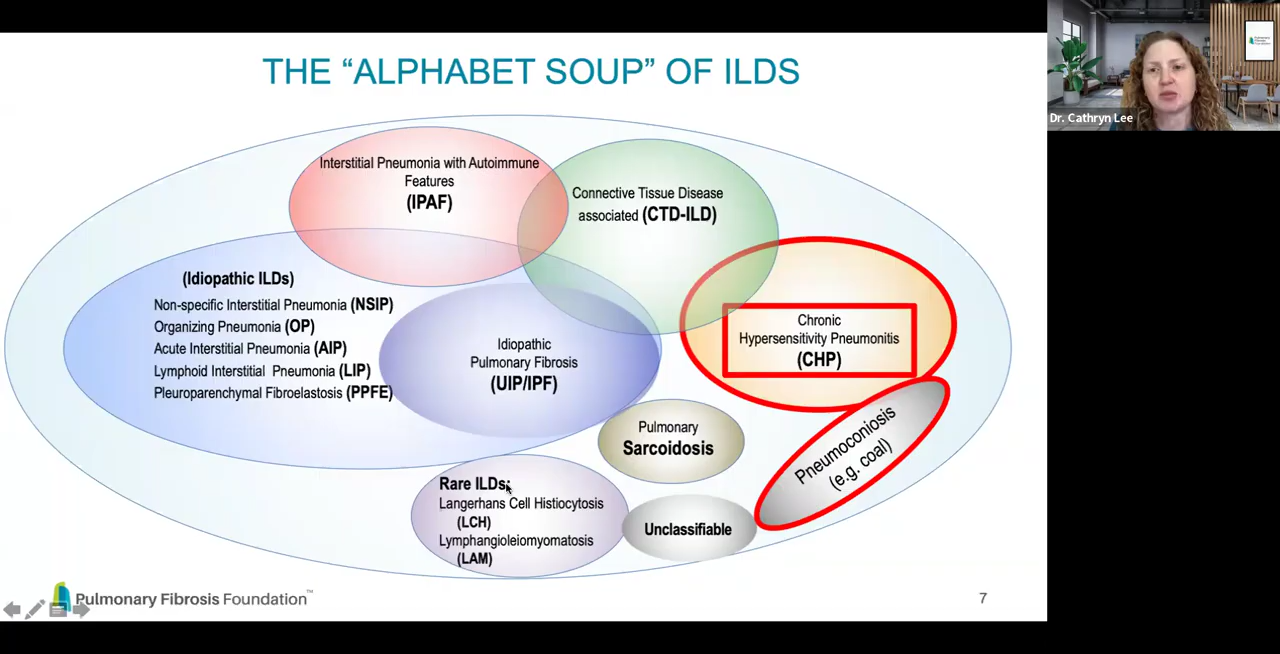 THE “ALPHABET SOUP” OF ILDS
Interstitial Pneumonia with Autoimmune
Features
(IPAF)
Connective Tissue Disease
associated (CTD-ILD)
(Idiopathic ILDs)
Non-specific Interstitial Pneumonia (NSIP)
Organizing Pneumonia (OP)
Acute Interstitial Pneumonia (AIP)
Lymphoid Interstitial Pneumonia (LIP)
Pleuroparenchymal Fibroelastosis (PPFE)
Idiopathic
Pulmonary Fibrosis
(UIP/IPF)
Chronic
Hypersensitivity Pneumonitis
(CHP)
Pulmonary
Sarcoidosis
Pneumoconiosis
(e.g. coal)
Rare ILDs:
Langerhans Cell Histiocytosis
(LCH)
Lymphangioleiomyomatosis
(LAM)
Unclassifiable
Pulmonary Fibrosis Foundation™
7
Dr. Cathryn Lee